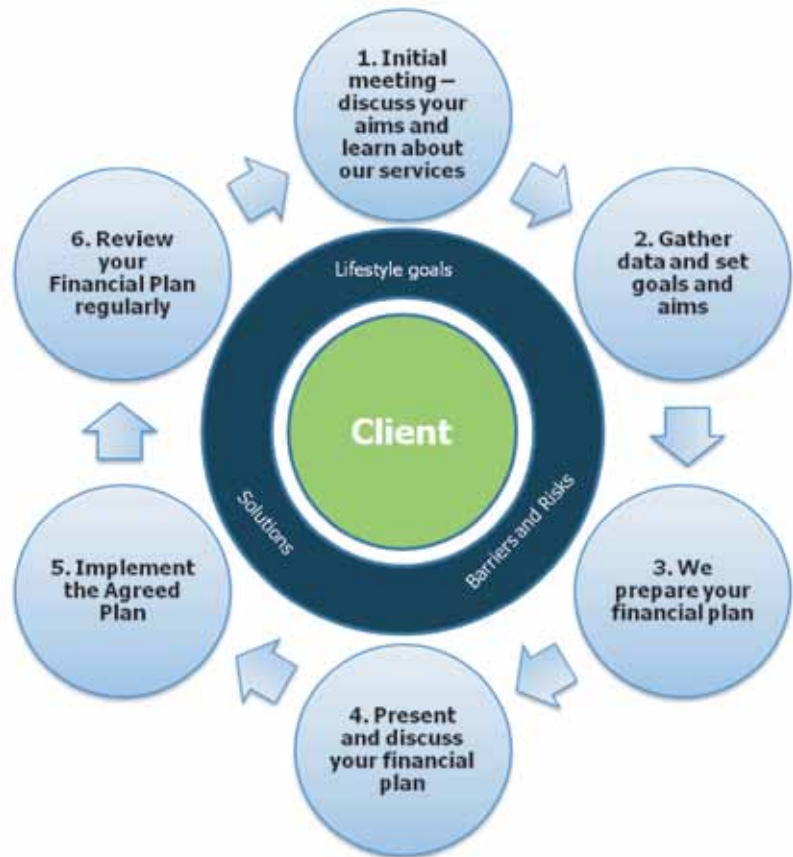 1. Initial
meeting –
discuss your
aims and
learn about
our services
2. Gather
data and set
goals and
aims
3. We
prepare your
financial plan
4. Present
and discuss
your financial
plan
5. Implement
the Agreed
Plan
6. Review
your
Financial Plan
regularly
Lifestyle goals
Barriers and Risks
Solutions
Client